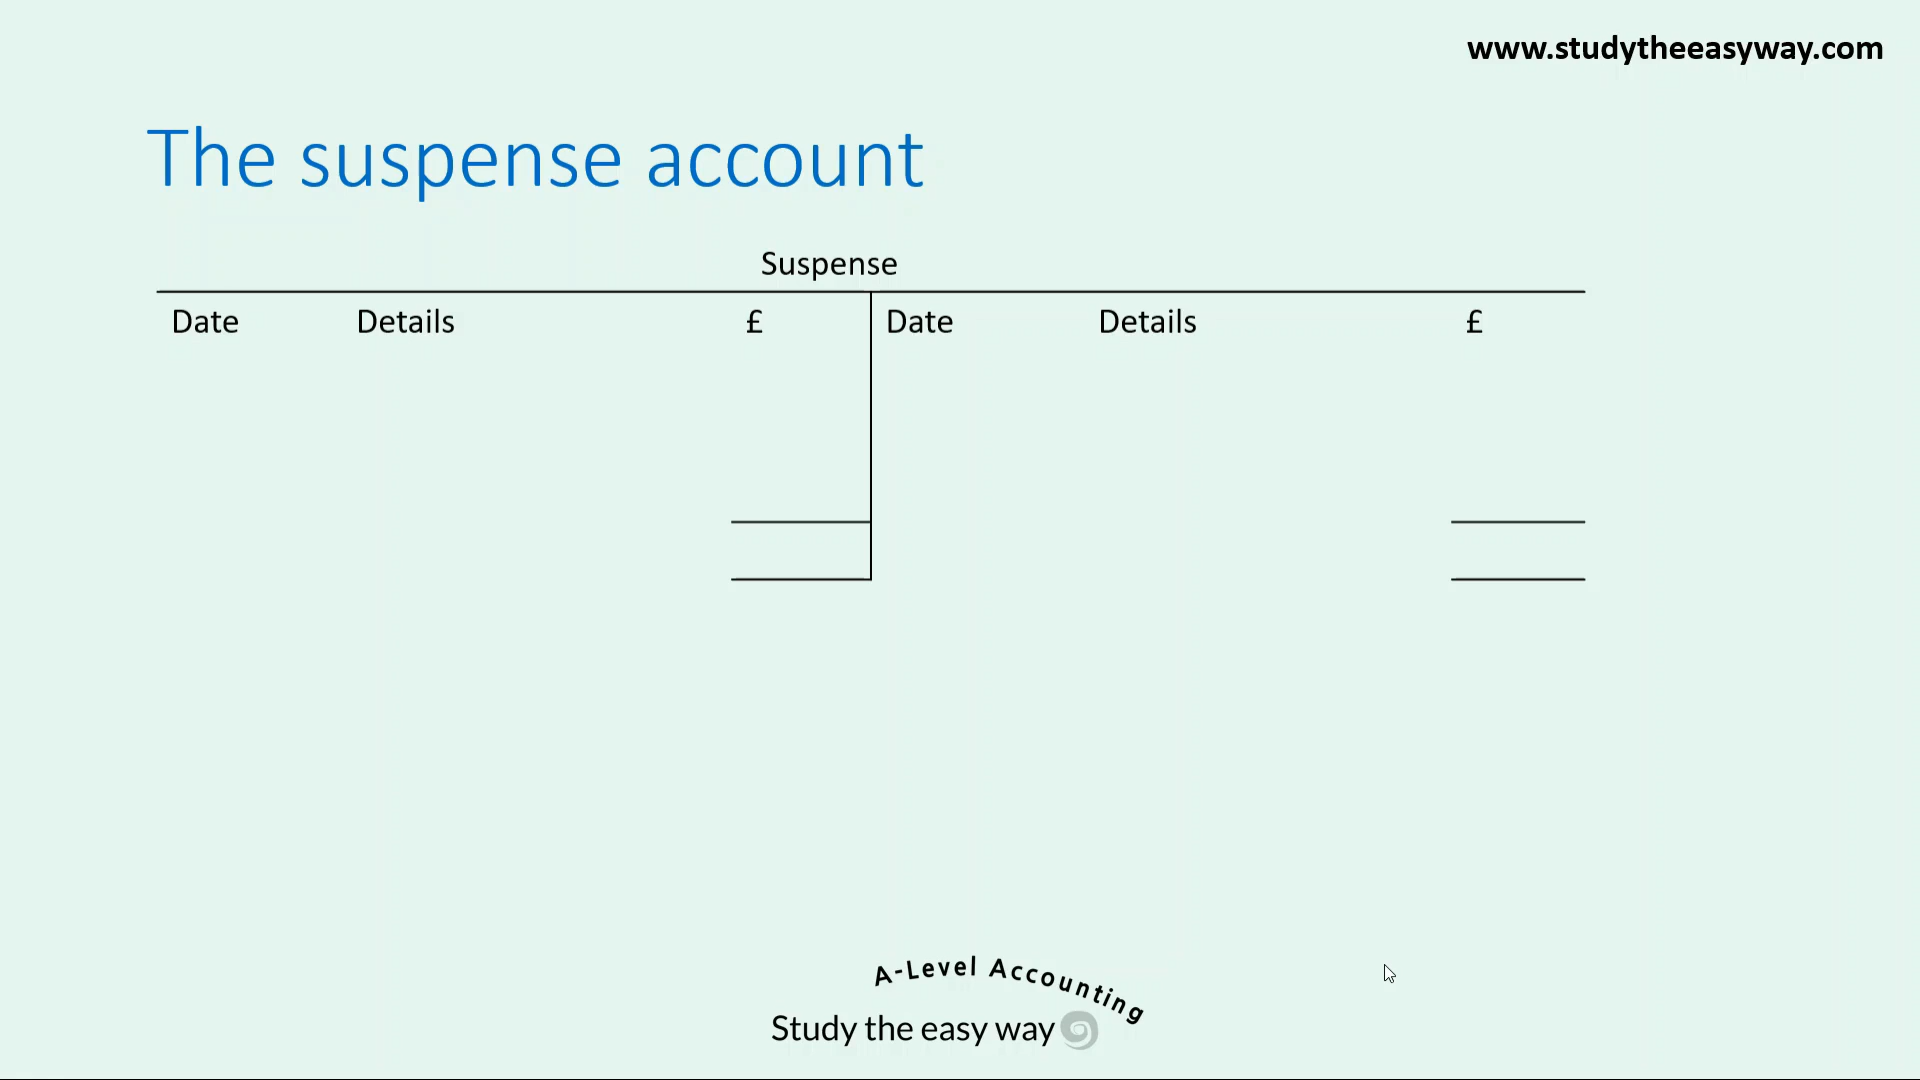 www.studytheeasyway.com
The suspense account
Suspense
Date Details £ Date Details £
A-Level Accounting
Study the easy way